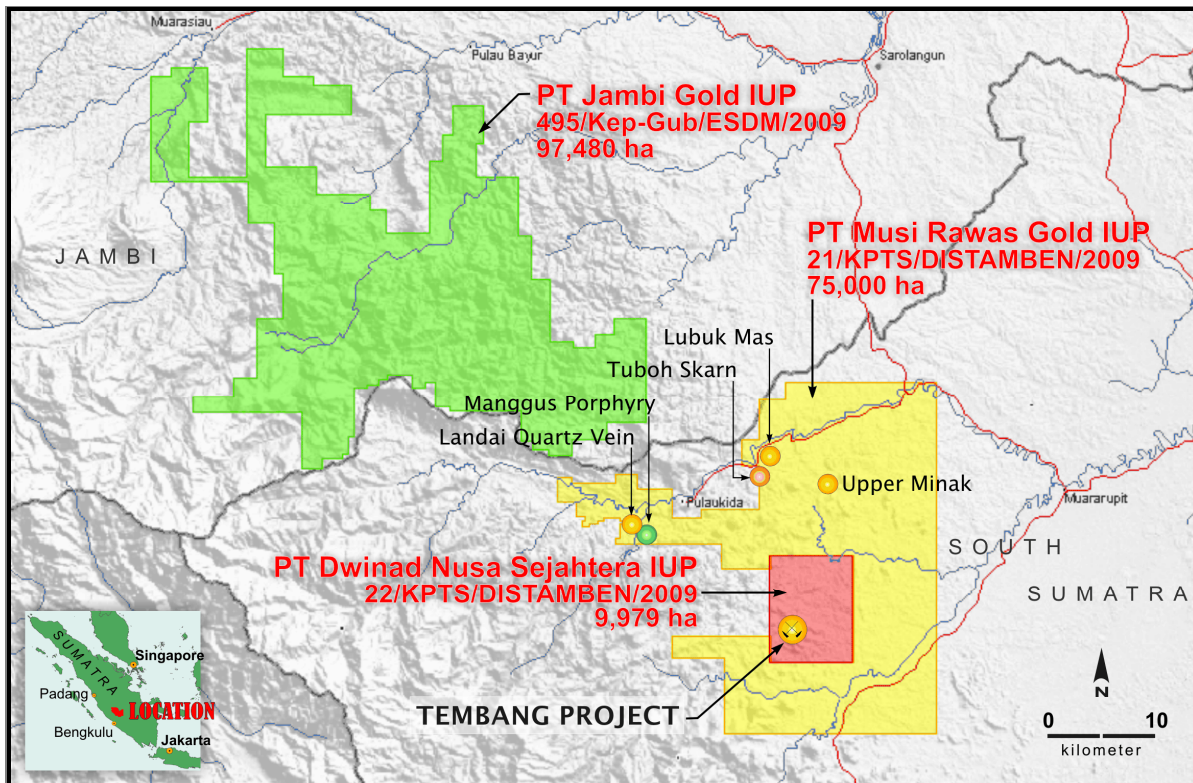 Muarasiau
Pulau Bayur
Sarolangun
PT Jambi Gold IUP
495/Kep-Gub/ESDM/2009
97,480 ha
JAMBI
PT Musi Rawas Gold IUP
21/KPTS/DISTAMBEN/2009
75,000 ha
Lubuk Mas
Tuboh Skarn
Manggus Porphyry
Landai Quartz Vein
Upper Minak
Pulaukida
Muararupit
SOUTH
SUMATRA
PT Dwinad Nusa Sejahtera IUP
22/KPTS/DISTAMBEN/2009
9,979 ha
TEMBANG PROJECT
SUMATRA
Singapore
Padang
LOCATION
Bengkulu
Jakarta
N
0 10
kilometer